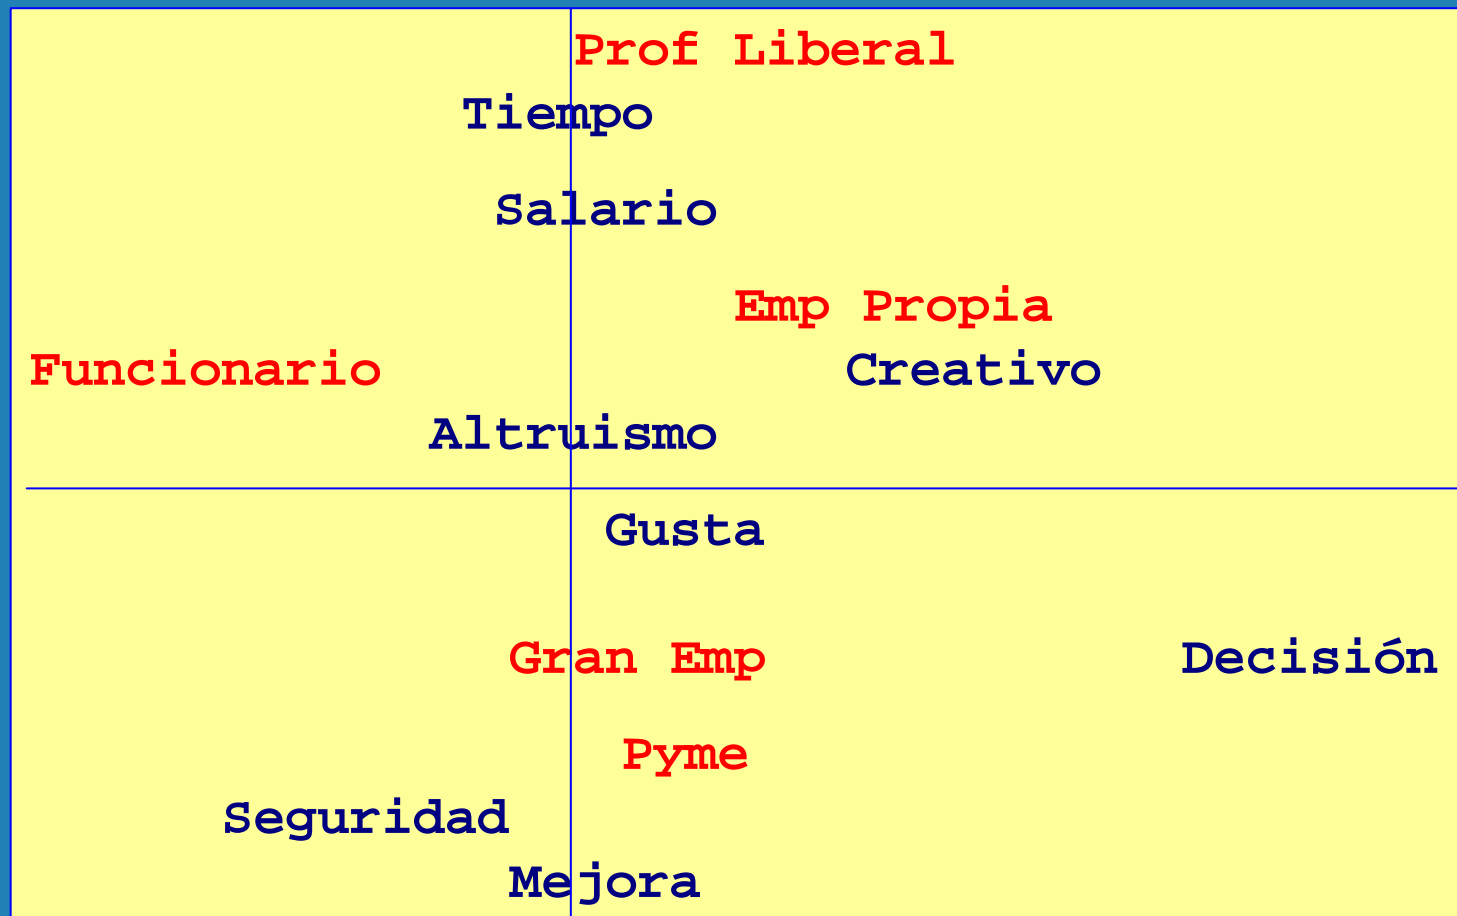 Prof Liberal
Tiempo
Salario
Emp Propia
Funcionario Creativo
Altruismo
Gusta
Gran Emp Decisión
Pyme
Seguridad
Mejora